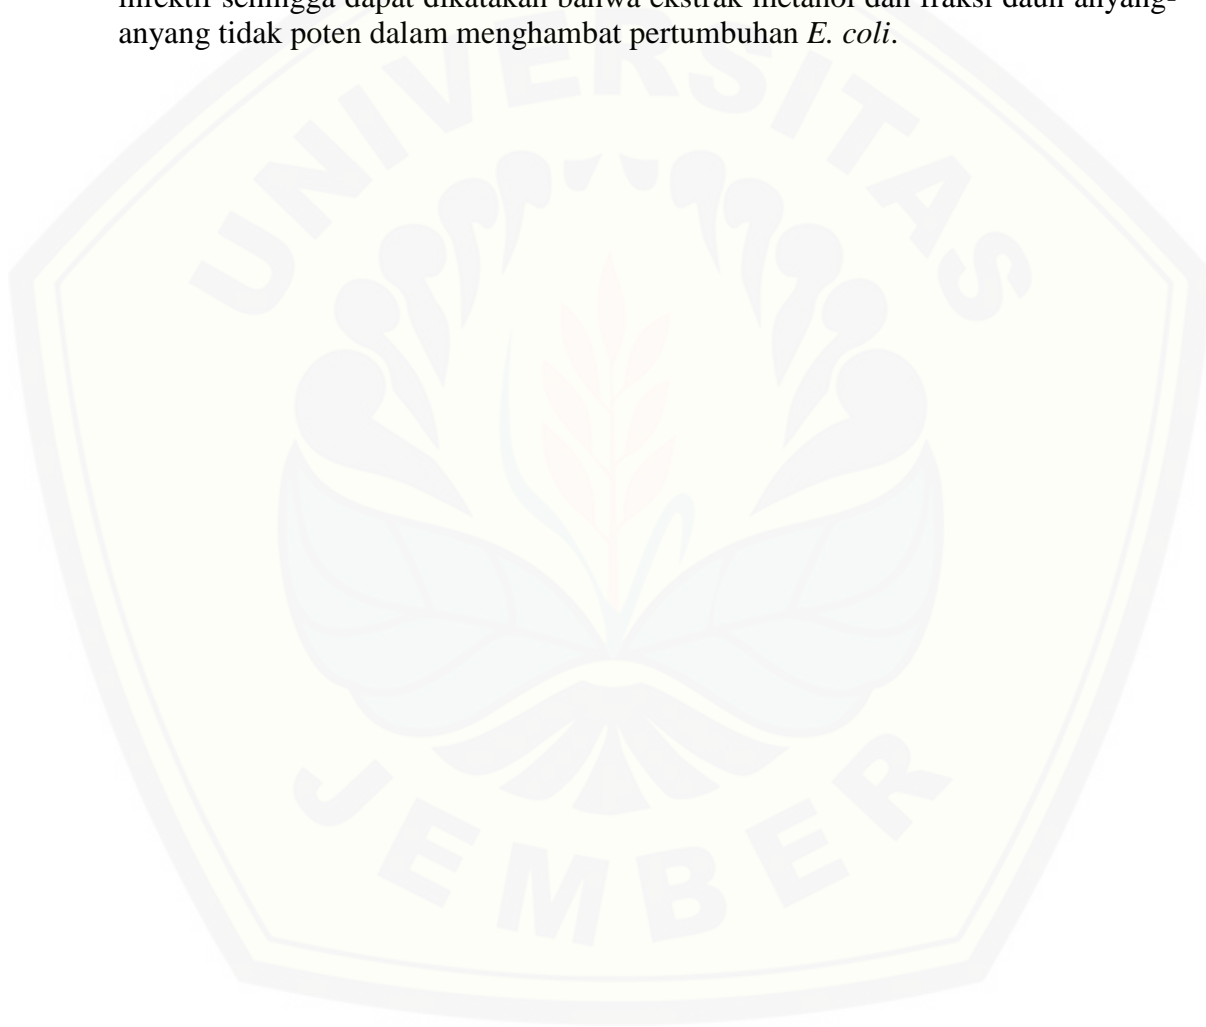 infektif sehingga dapat dikatakan bahwa ekstrak metanol dan fraksi daun anyang-
anyang tidak poten dalam menghambat pertumbuhan E. coli.
UNIVERSITAS
JEMBER